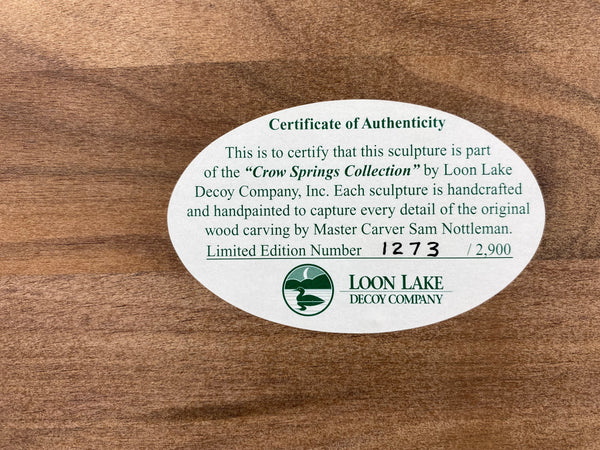 Certificate of Authenticity
This is to certify that this sculpture is part
of the “Crow Springs Collection” by Loon Lake
Decoy Company, Inc. Each sculpture is handcrafted
and handpainted to capture every detail of the original
wood carving by Master Carver Sam Nottleman.
Limited Edition Number 1273 / 2,900
LOON LAKE
DECOY COMPANY